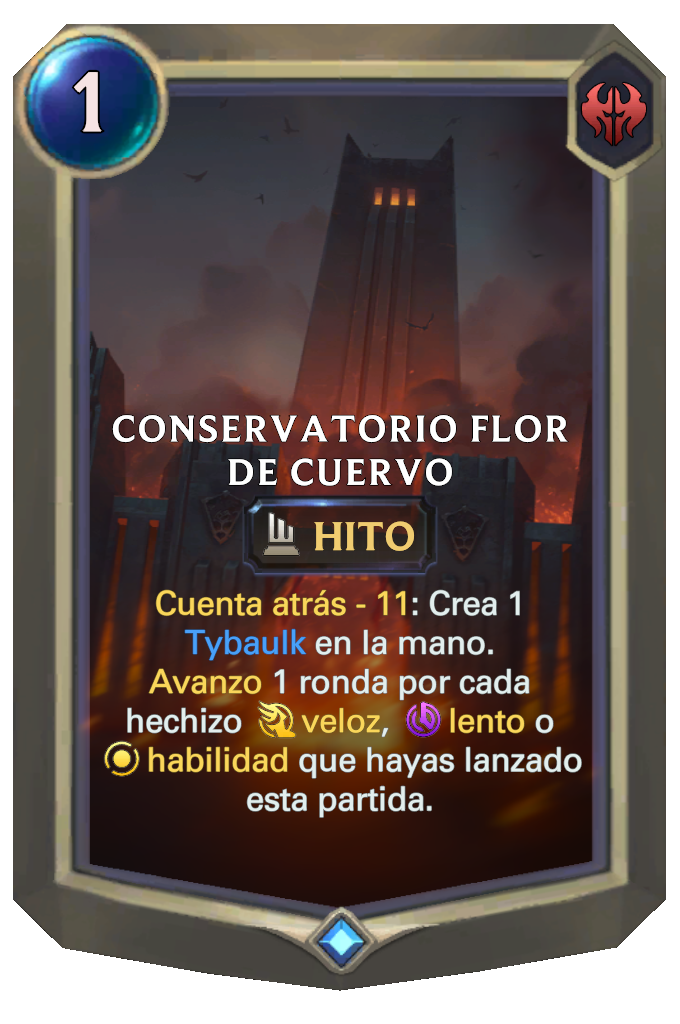 1
CONSERVATORIO FLOR
DE CUERVO
HITO
Cuenta atrás - 11: Crea 1
Tybaulk en la mano.
Avanzo 1 ronda por cada
hechizo veloz, lento o
habilidad que hayas lanzado
esta partida.